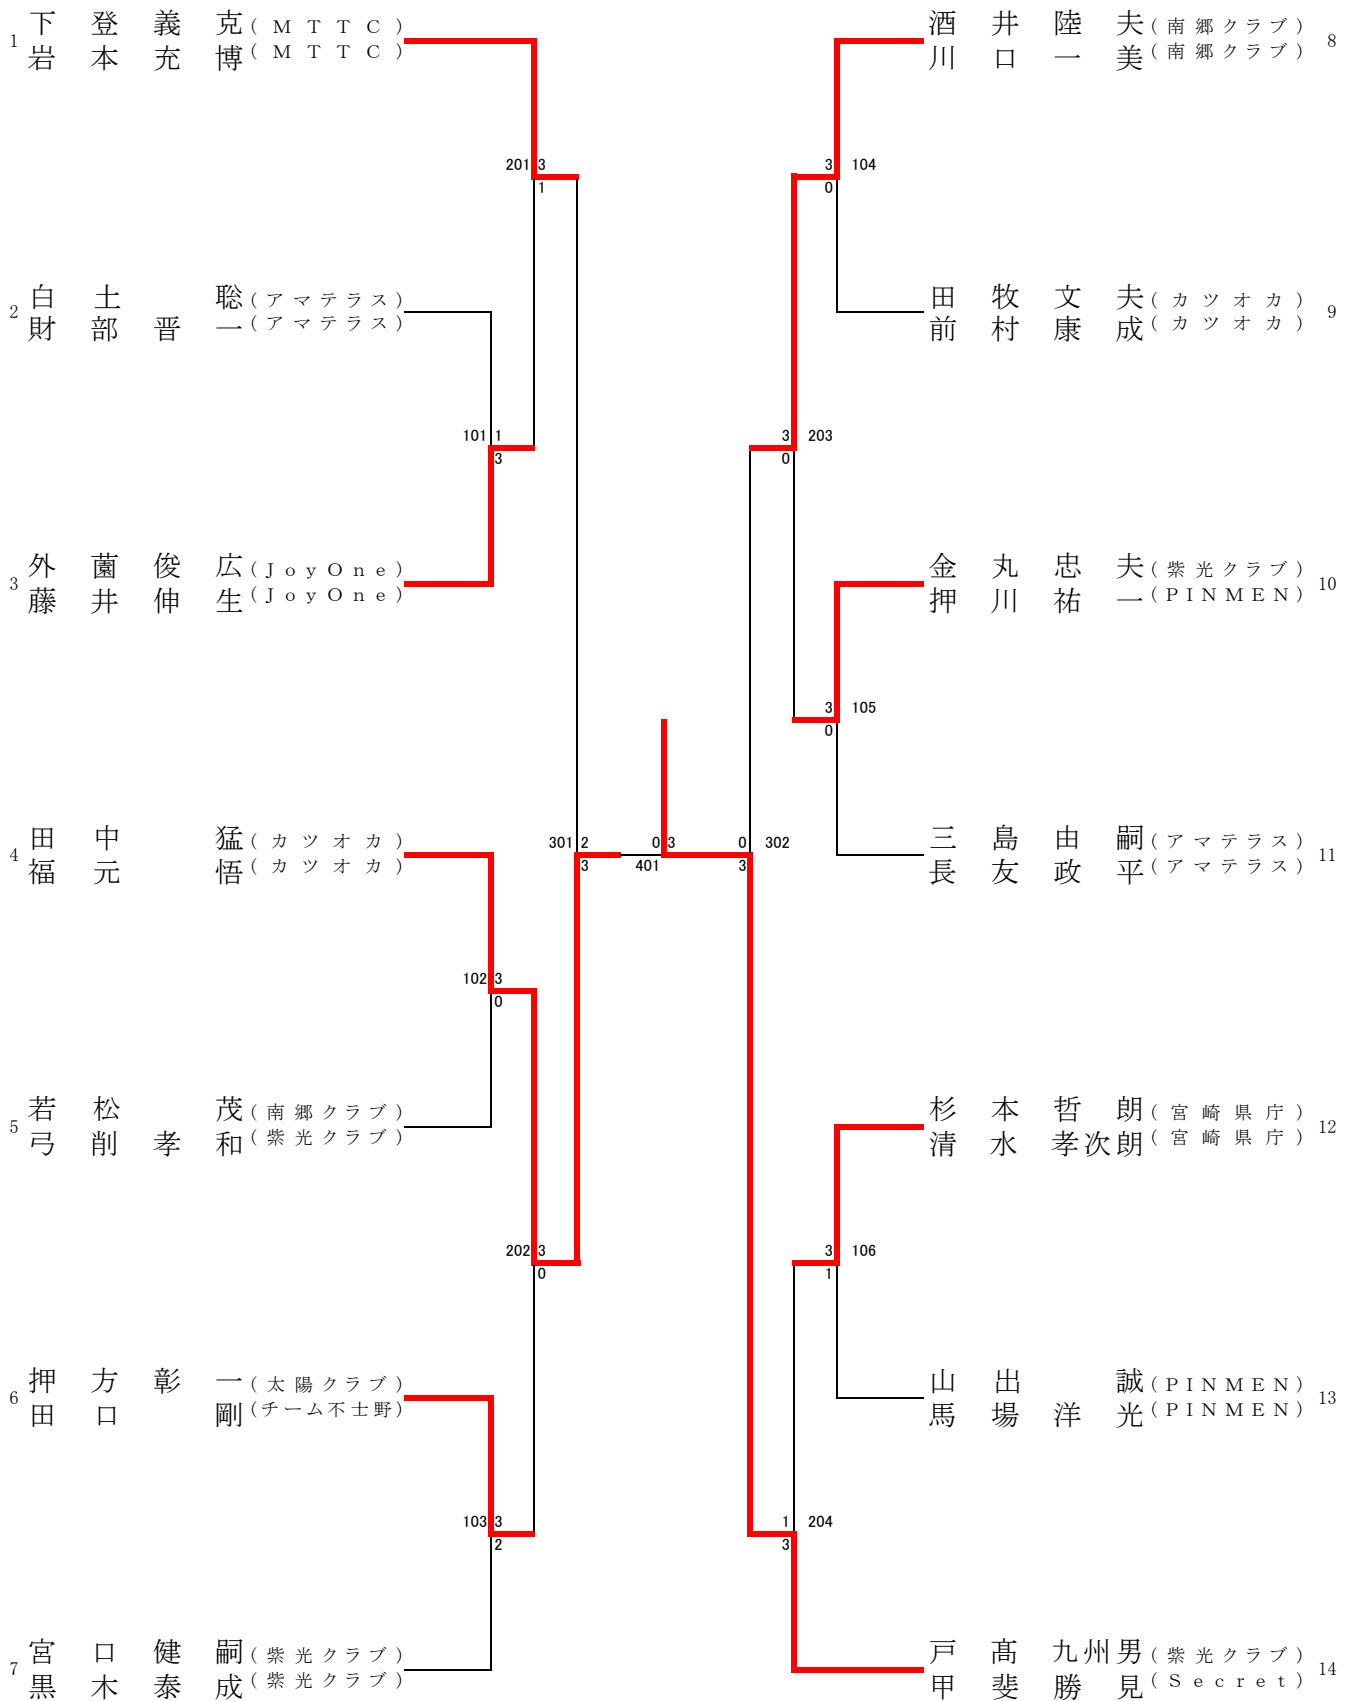 1 下登義克(MTTC)
岩本充博(MTTC)
201 3
1
2 白土聡(アマテラス)
財部晋一(アマテラス)
101 1
3
3 外薗俊広(JoyOne)
藤井伸生(JoyOne)
4 田中猛(カツオカ)
福元悟(カツオカ)
301 2
3
102 3
0
5 若松茂(南郷クラブ)
弓削孝和(紫光クラブ)
202 3
0
6 押方彰一(太陽クラブ)
田口剛(チーム不士野)
103 3
2
7 宮口健嗣(紫光クラブ)
黒木泰成(紫光クラブ)
0 3
401
酒井陸夫(南郷クラブ) 8
川口一美(南郷クラブ)
3 104
0
田牧文夫(カツオカ) 9
前村康成(カツオカ)
3 203
0
金丸忠夫(紫光クラブ) 10
押川祐一(PINMEN)
3 105
0
0 302
3
三島由嗣(アマテラス) 11
長友政平(アマテラス)
杉本哲朗(宮崎県庁) 12
清水孝次朗(宮崎県庁)
3 106
1
山出誠(PINMEN) 13
馬場洋光(PINMEN)
1 204
3
戸髙九州男(紫光クラブ) 14
甲斐勝見(Secret)